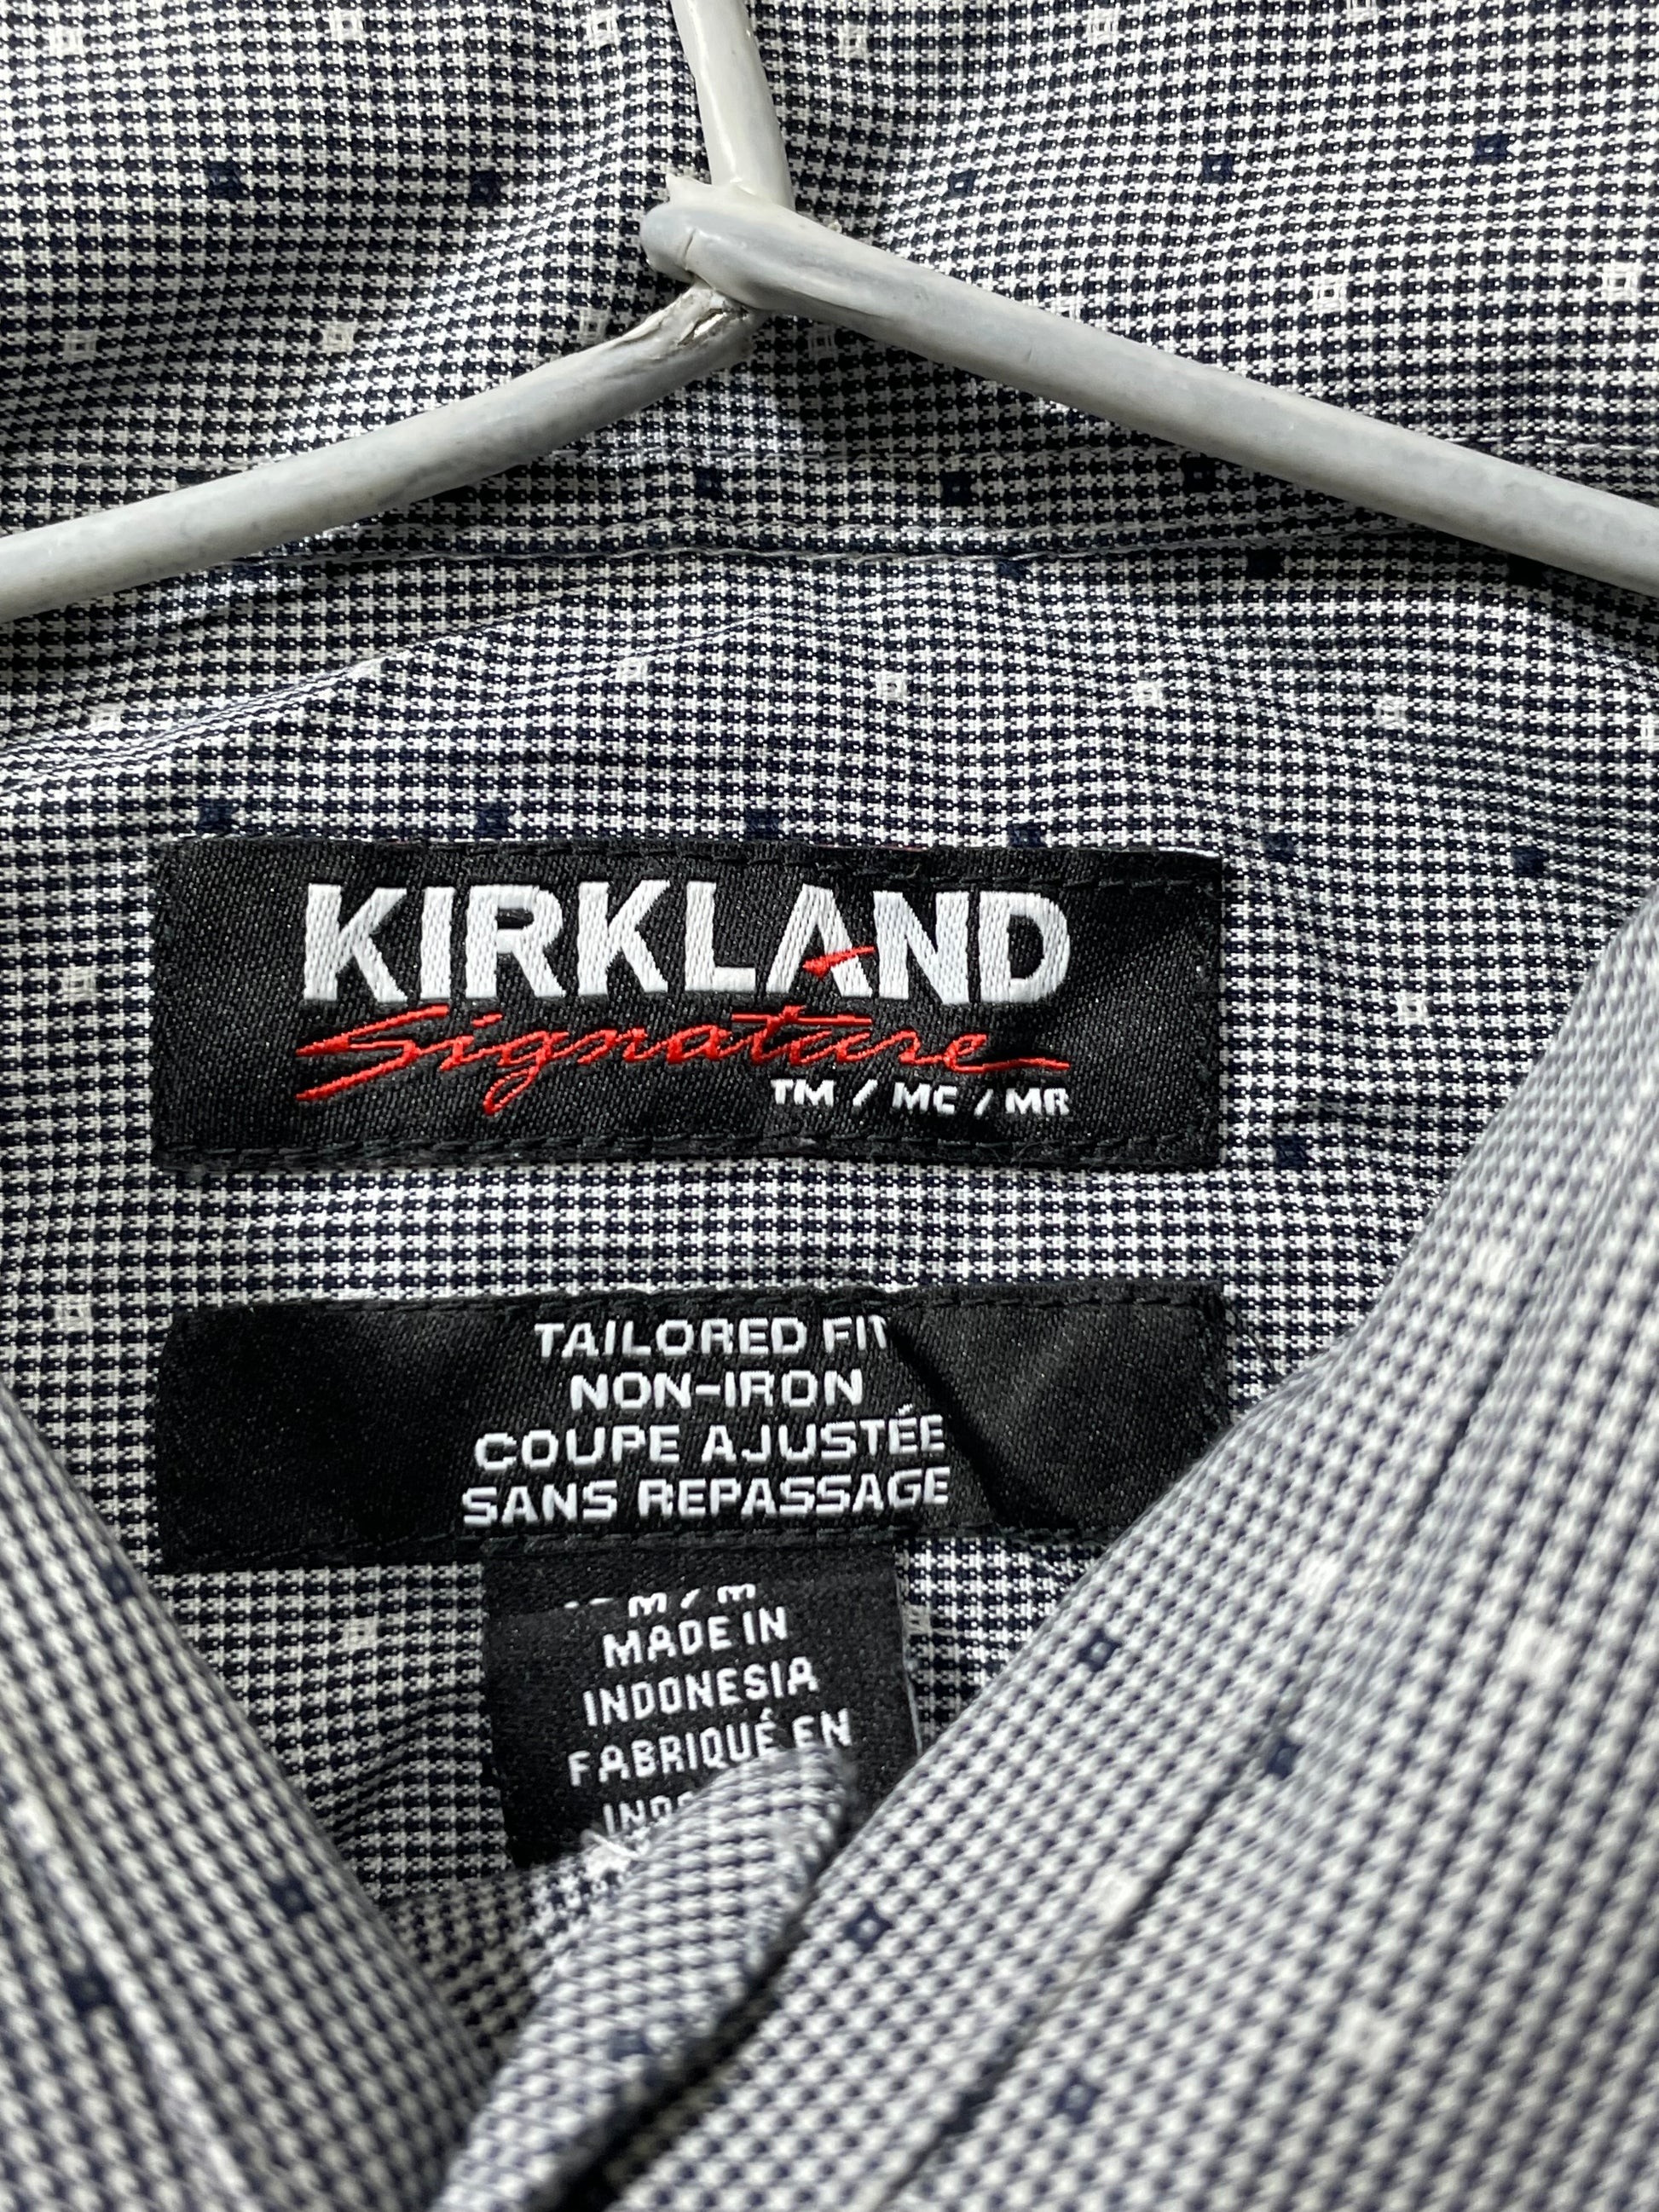 KIRKLAND
Signature
TM / MC / MR
TAILORED FIT
NON-IRON
COUPE AJUSTÉE
SANS REPASSAGE
M / M
MADE IN
INDONESIA
FABRIQUÉ EN